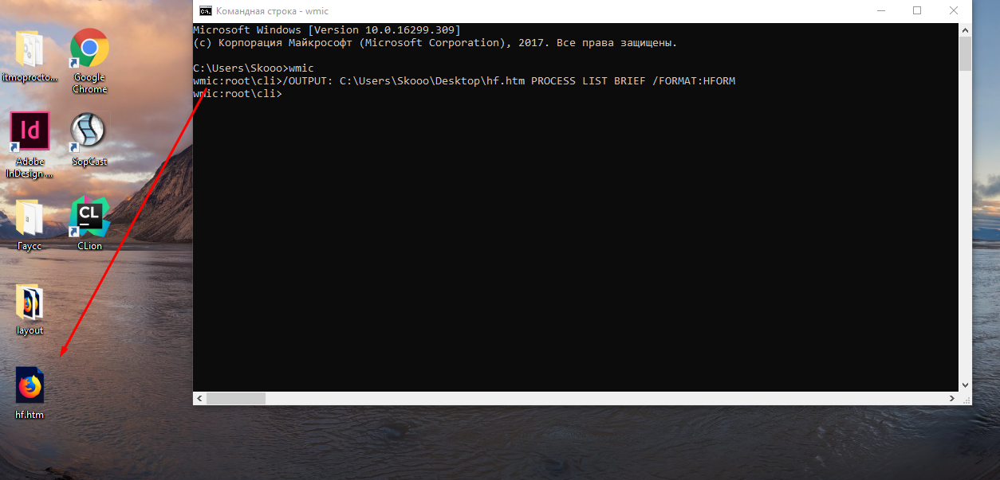 Командная строка - wmic
Microsoft Windows [Version 10.0.16299.309]
(c) Корпорация Майкрософт (Microsoft Corporation), 2017. Все права защищены.
C:\Users\Skooo>wmic
wmic:root\cli>/OUTPUT: C:\Users\Skooo\Desktop\hf.htm PROCESS LIST BRIEF /FORMAT:HFORM
wmic:root\cli>
itmoprocto...
Google
Chrome
Id
Adobe
InDesign ...
SopCast
Гаусс
CL
CLion
layout
hf.htm